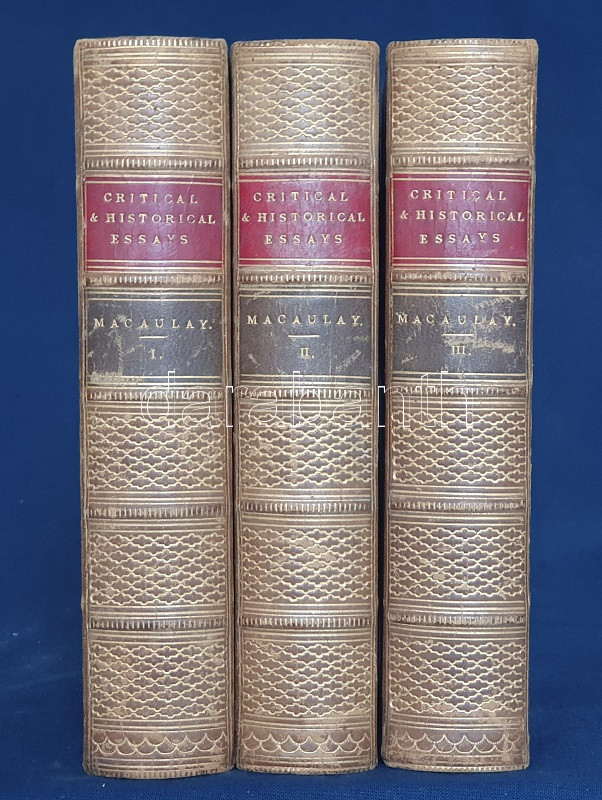 CRITICAL
& HISTORICAL
ESSAYS
MACAULAY.
I.
CRITICAL
& HISTORICAL
ESSAYS
MACAULAY.
II.
CRITICAL
& HISTORICAL
ESSAYS
MACAULAY.
III.
darabanth